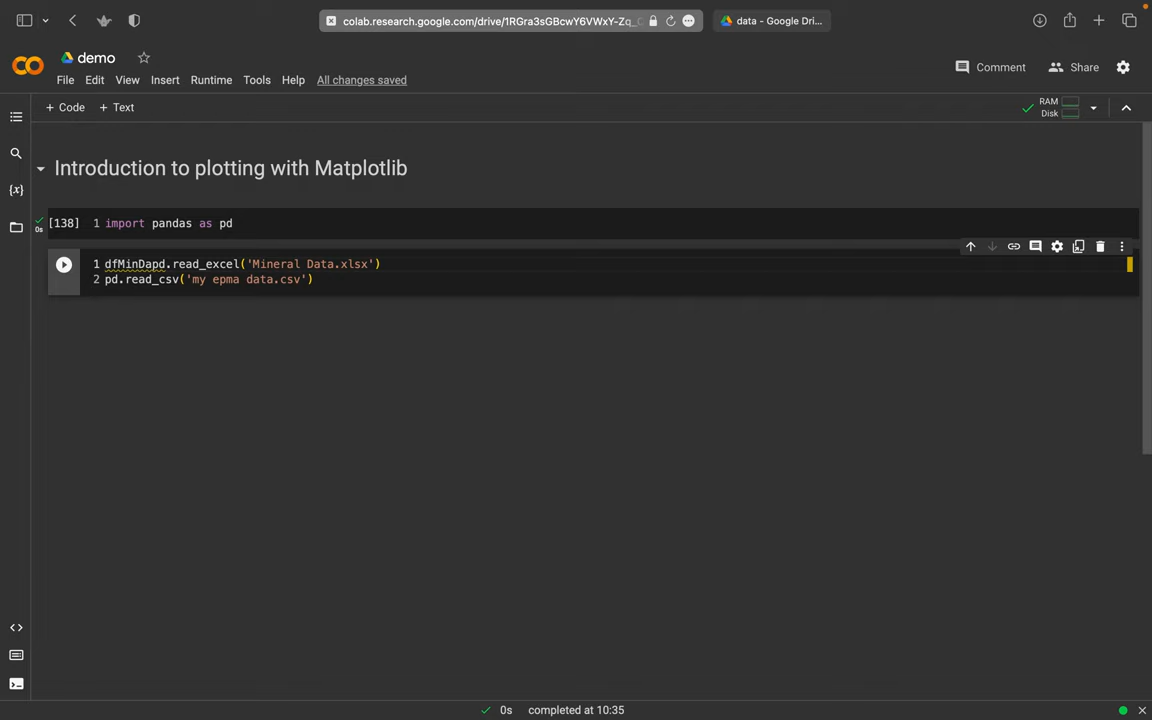 colab.research.google.com/drive/1RGra3sGBcwY6VWxY-Zq_
data - Google Dri...
demo
File Edit View Insert Runtime Tools Help All changes saved
Comment Share
+ Code + Text
RAM
Disk
Introduction to plotting with Matplotlib
0s
[138] 1 import pandas as pd
1 dfMinDapd.read_excel('Mineral Data.xlsx')
2 pd.read_csv('my epma data.csv')
{x}
0s completed at 10:35